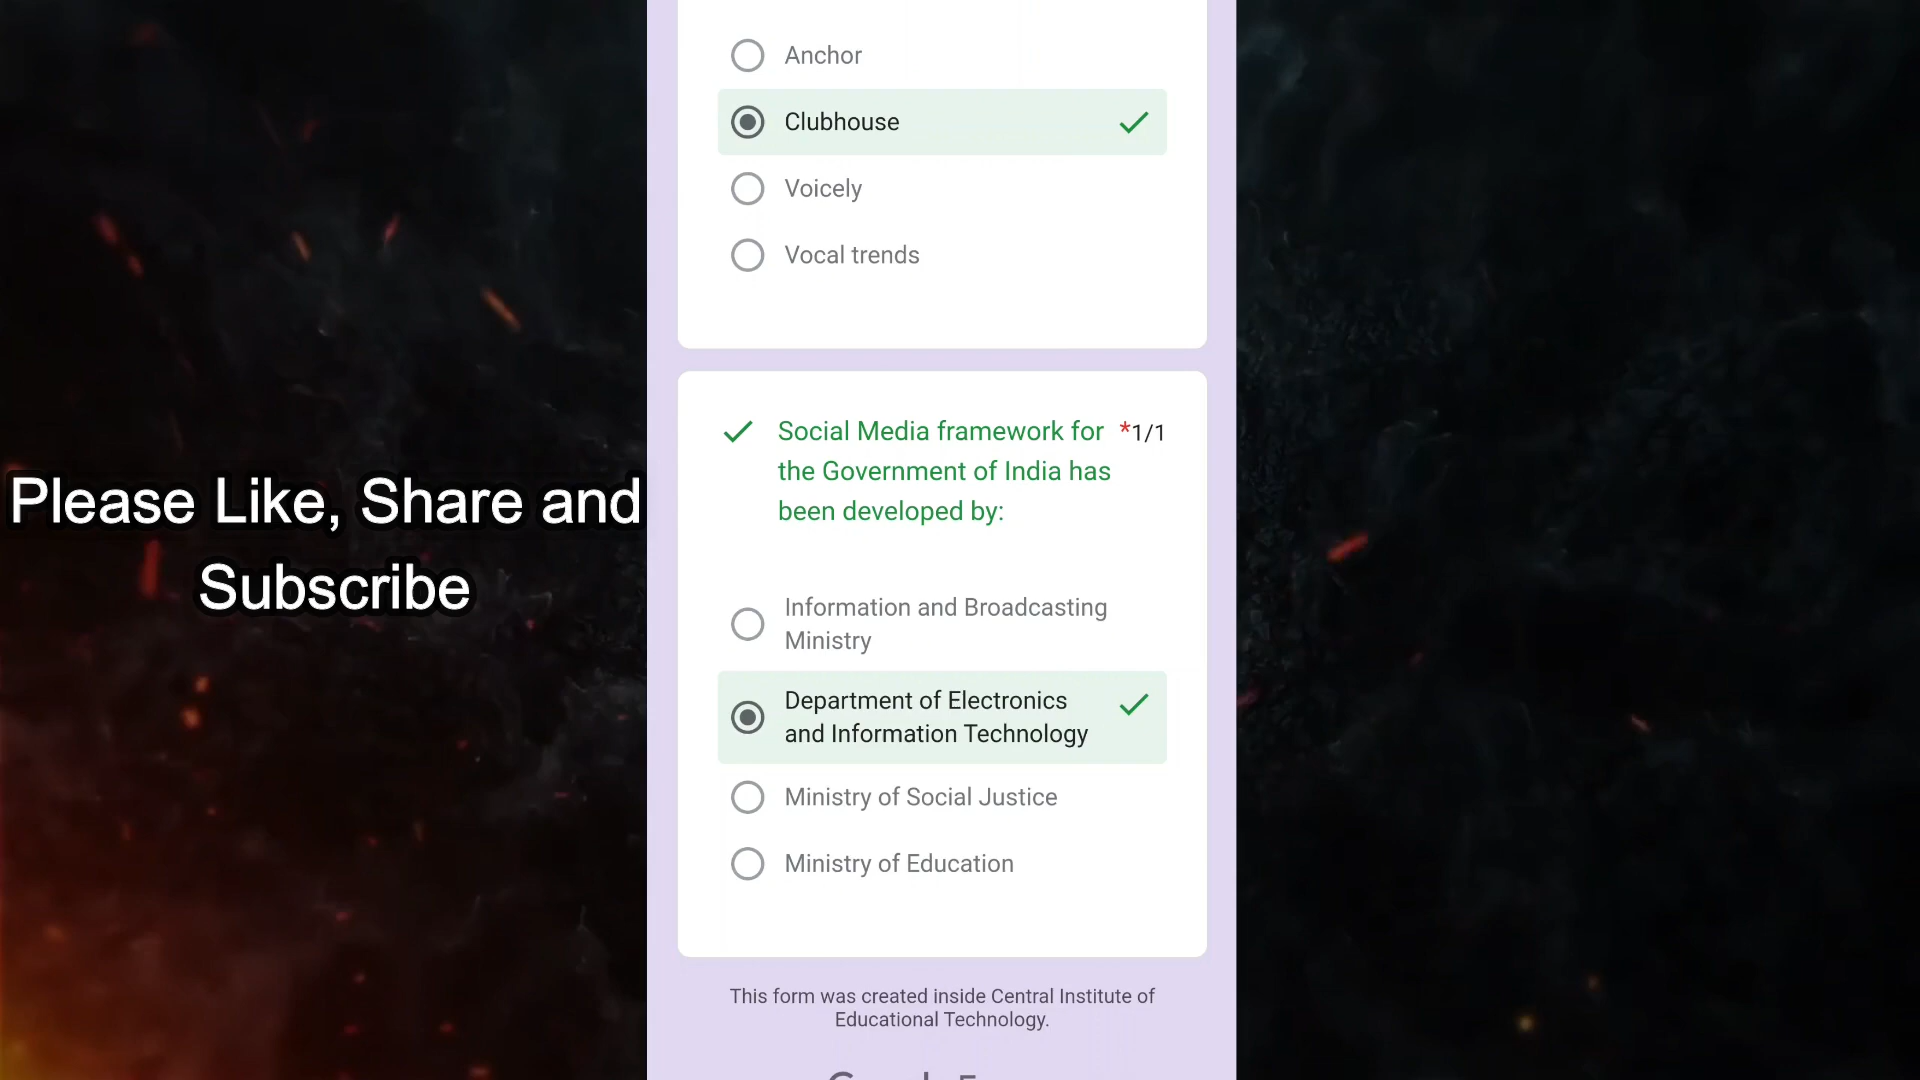 Anchor
Clubhouse
Voicely
Vocal trends
Social Media framework for *1/1
the Government of India has
been developed by:
Please Like, Share and
Subscribe
Information and Broadcasting
Ministry
Department of Electronics
and Information Technology
Ministry of Social Justice
Ministry of Education
This form was created inside Central Institute of
Educational Technology.